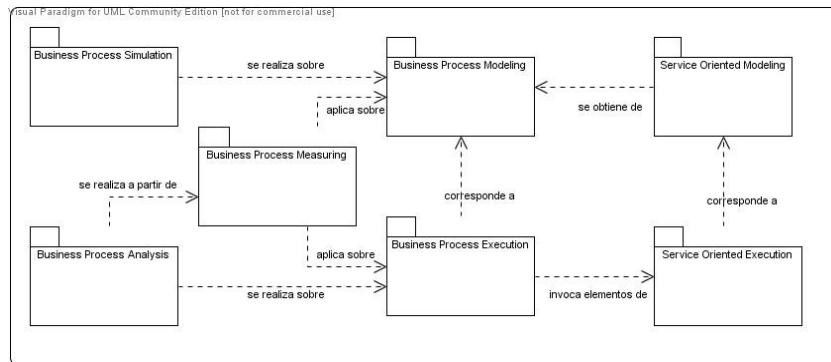 Visual Paradigm for UML Community Edition [not for commercial use]
Business Process Simulation
se realiza sobre
Business Process Modeling
Service Oriented Modeling
aplica sobre
se obtiene de
Business Process Measuring
se realiza a partir de
corresponde a
corresponde a
Business Process Analysis
aplica sobre
Business Process Execution
Service Oriented Execution
se realiza sobre
invoca elementos de